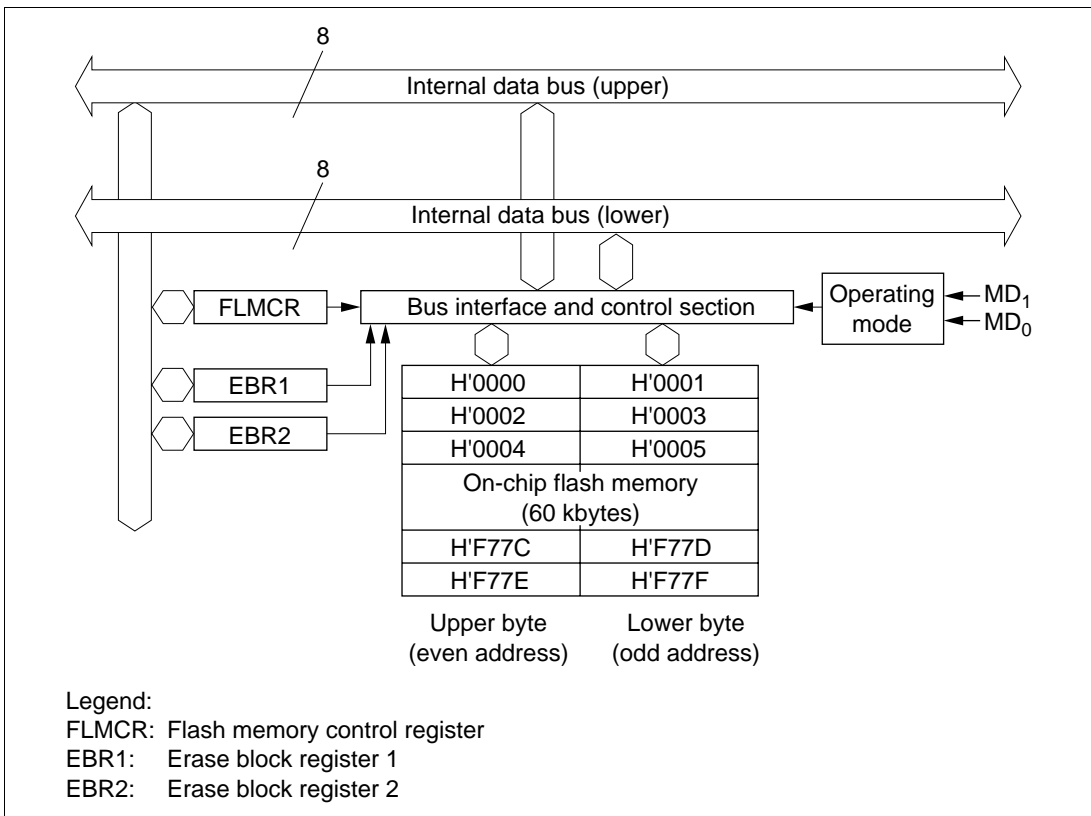 8
Internal data bus (upper)
8
Internal data bus (lower)
FLMCR
Bus interface and control section
Operating
mode
MD1
MD0
EBR1
EBR2
H'0000 H'0001
H'0002 H'0003
H'0004 H'0005
On-chip flash memory
(60 kbytes)
H'F77C H'F77D
H'F77E H'F77F
Upper byte
(even address)
Lower byte
(odd address)
Legend:
FLMCR: Flash memory control register
EBR1: Erase block register 1
EBR2: Erase block register 2